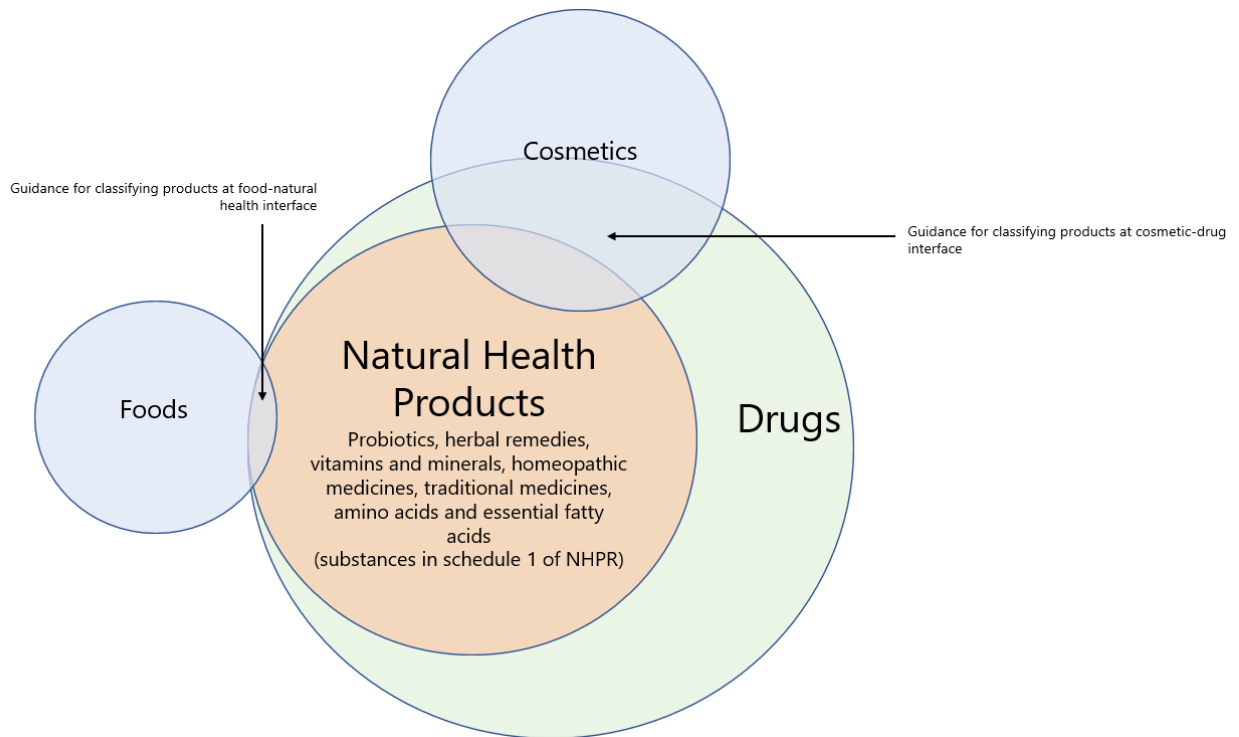 Cosmetics
Guidance for classifying products at food-natural
health interface
Guidance for classifying products at cosmetic-drug
interface
Natural Health
Products
Foods
Drugs
Probiotics, herbal remedies,
vitamins and minerals, homeopathic
medicines, traditional medicines,
amino acids and essential fatty
acids
(substances in schedule 1 of NHPR)